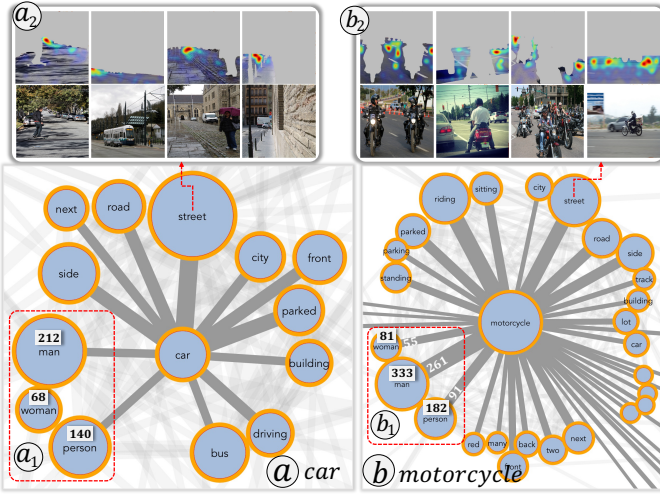 a2
b2
next
road
street
side
city
front
parked
212
man
car
building
68
woman
140
person
a1
bus
driving
a car
riding
sitting
city
street
parked
parking
standing
road
side
track
building
lot
car
motorcycle
81
woman
55
333
man
261
182
person
91
b1
red
many
back
two
next
front
b motorcycle